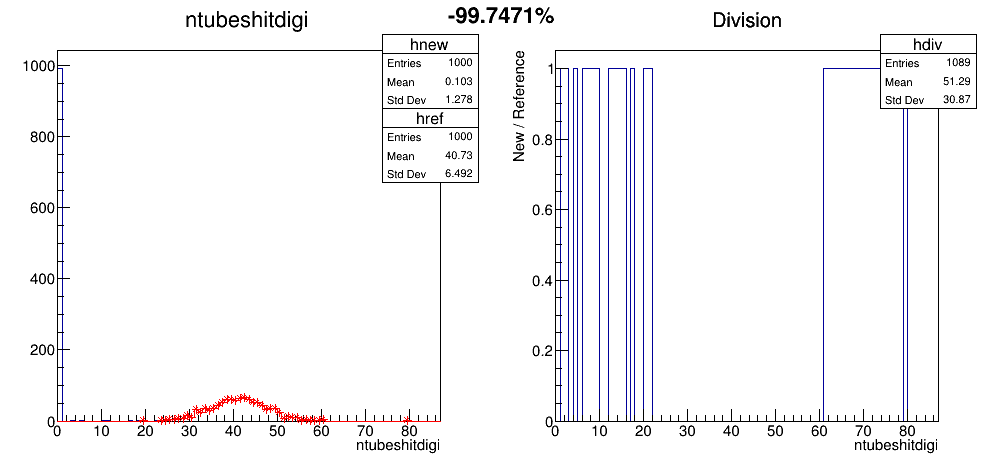 -99.7471%
ntubeshitdigi
hnew
Entries 1000
Mean 0.103
Std Dev 1.278
href
Entries 1000
Mean 40.73
Std Dev 6.492
1000
800
600
400
200
0
0 10 20 30 40 50 60 70 80
ntubeshitdigi
Division
hdiv
Entries 1089
Mean 51.29
Std Dev 30.87
New / Reference
1
0.8
0.6
0.4
0.2
0
0 10 20 30 40 50 60 70 80
ntubeshitdigi